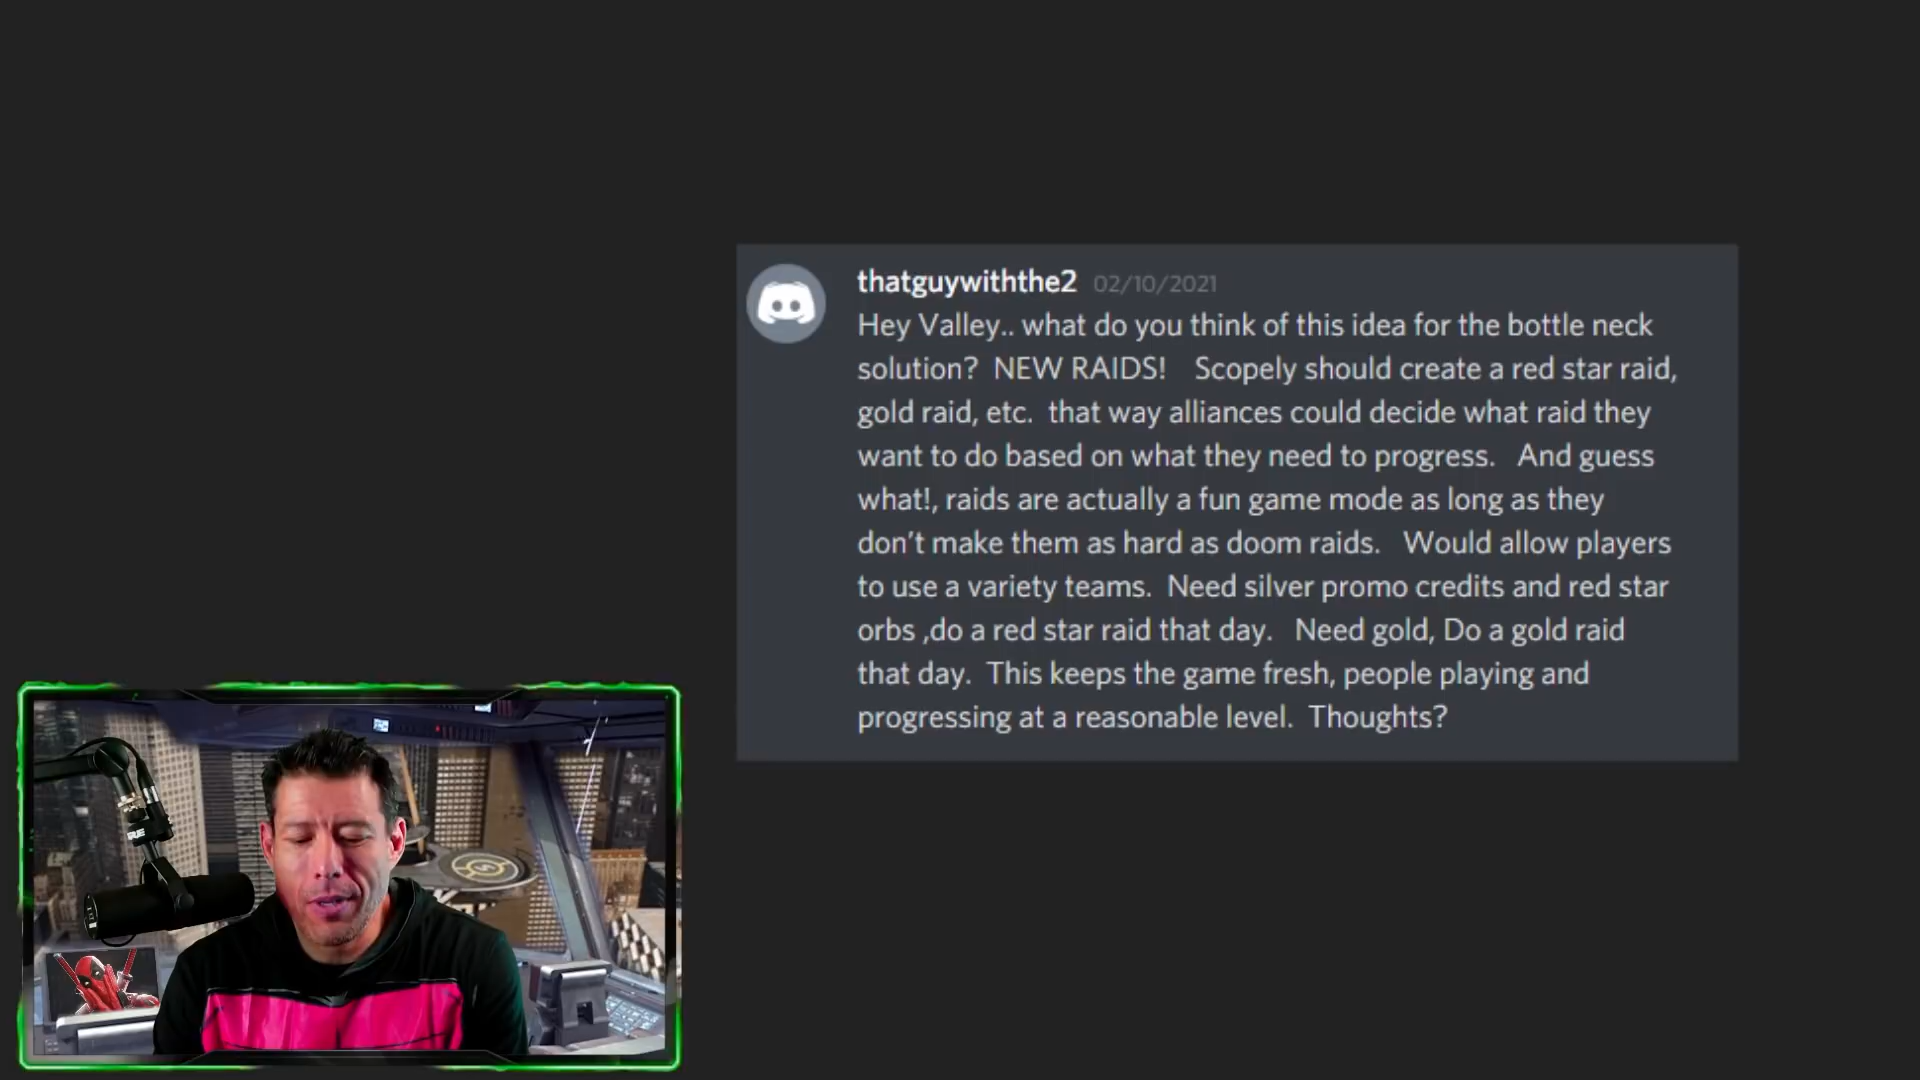 thatguywiththe2 02/10/2021
Hey Valley.. what do you think of this idea for the bottle neck
solution? NEW RAIDS! Scopely should create a red star raid,
gold raid, etc. that way alliances could decide what raid they
want to do based on what they need to progress. And guess
what!, raids are actually a fun game mode as long as they
don't make them as hard as doom raids. Would allow players
to use a variety teams. Need silver promo credits and red star
orbs ,do a red star raid that day. Need gold, Do a gold raid
that day. This keeps the game fresh, people playing and
progressing at a reasonable level. Thoughts?